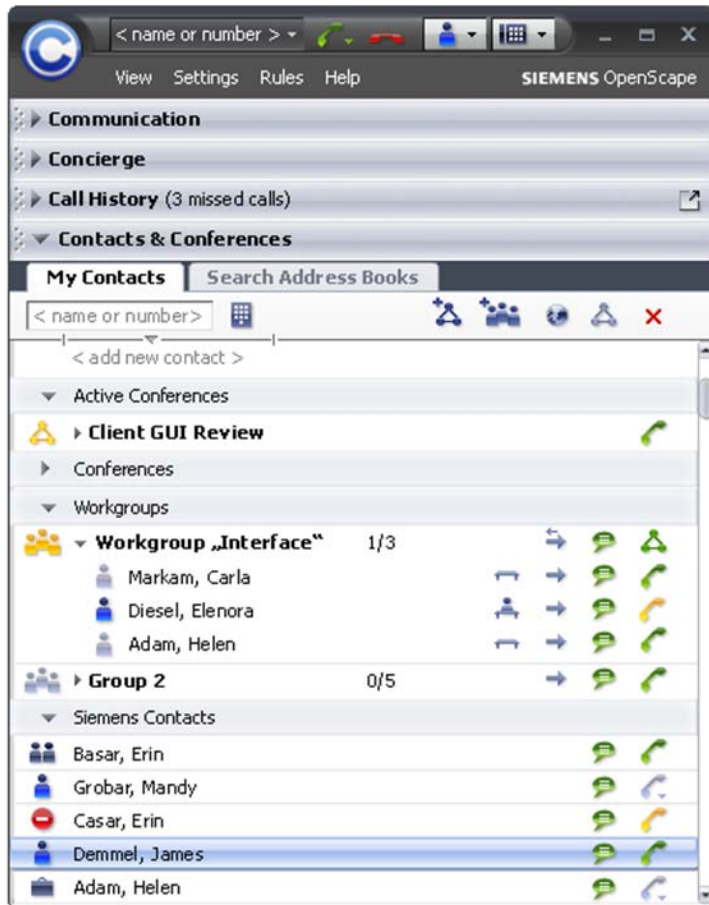 < name or number >
View Settings Rules Help SIEMENS OpenScape
Communication
Concierge
Call History (3 missed calls)
Contacts & Conferences
My Contacts Search Address Books
< name or number>
< add new contact >
Active Conferences
Client GUI Review
Conferences
Workgroups
Workgroup „Interface“ 1/3
Markam, Carla
Diesel, Elenora
Adam, Helen
Group 2 0/5
Siemens Contacts
Basar, Erin
Grobar, Mandy
Casar, Erin
Demmel, James
Adam, Helen